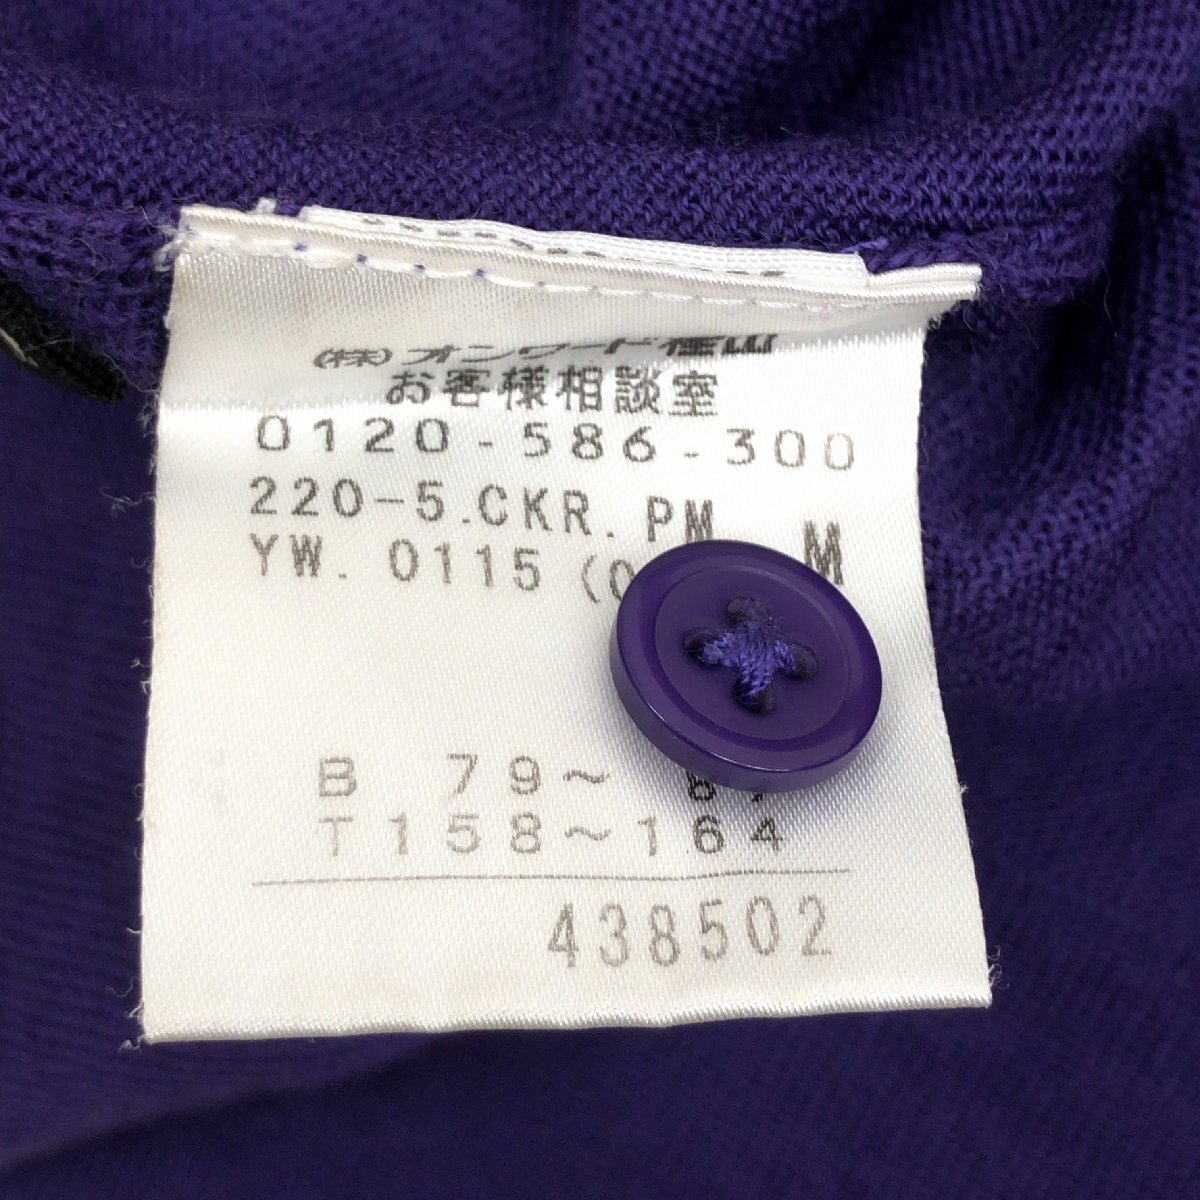 (株)オンワード樫山
お客様相談室
0120-586-300
220-5.CKR.PM M
YW. 0115 (0
B 79~
T158~164
438502